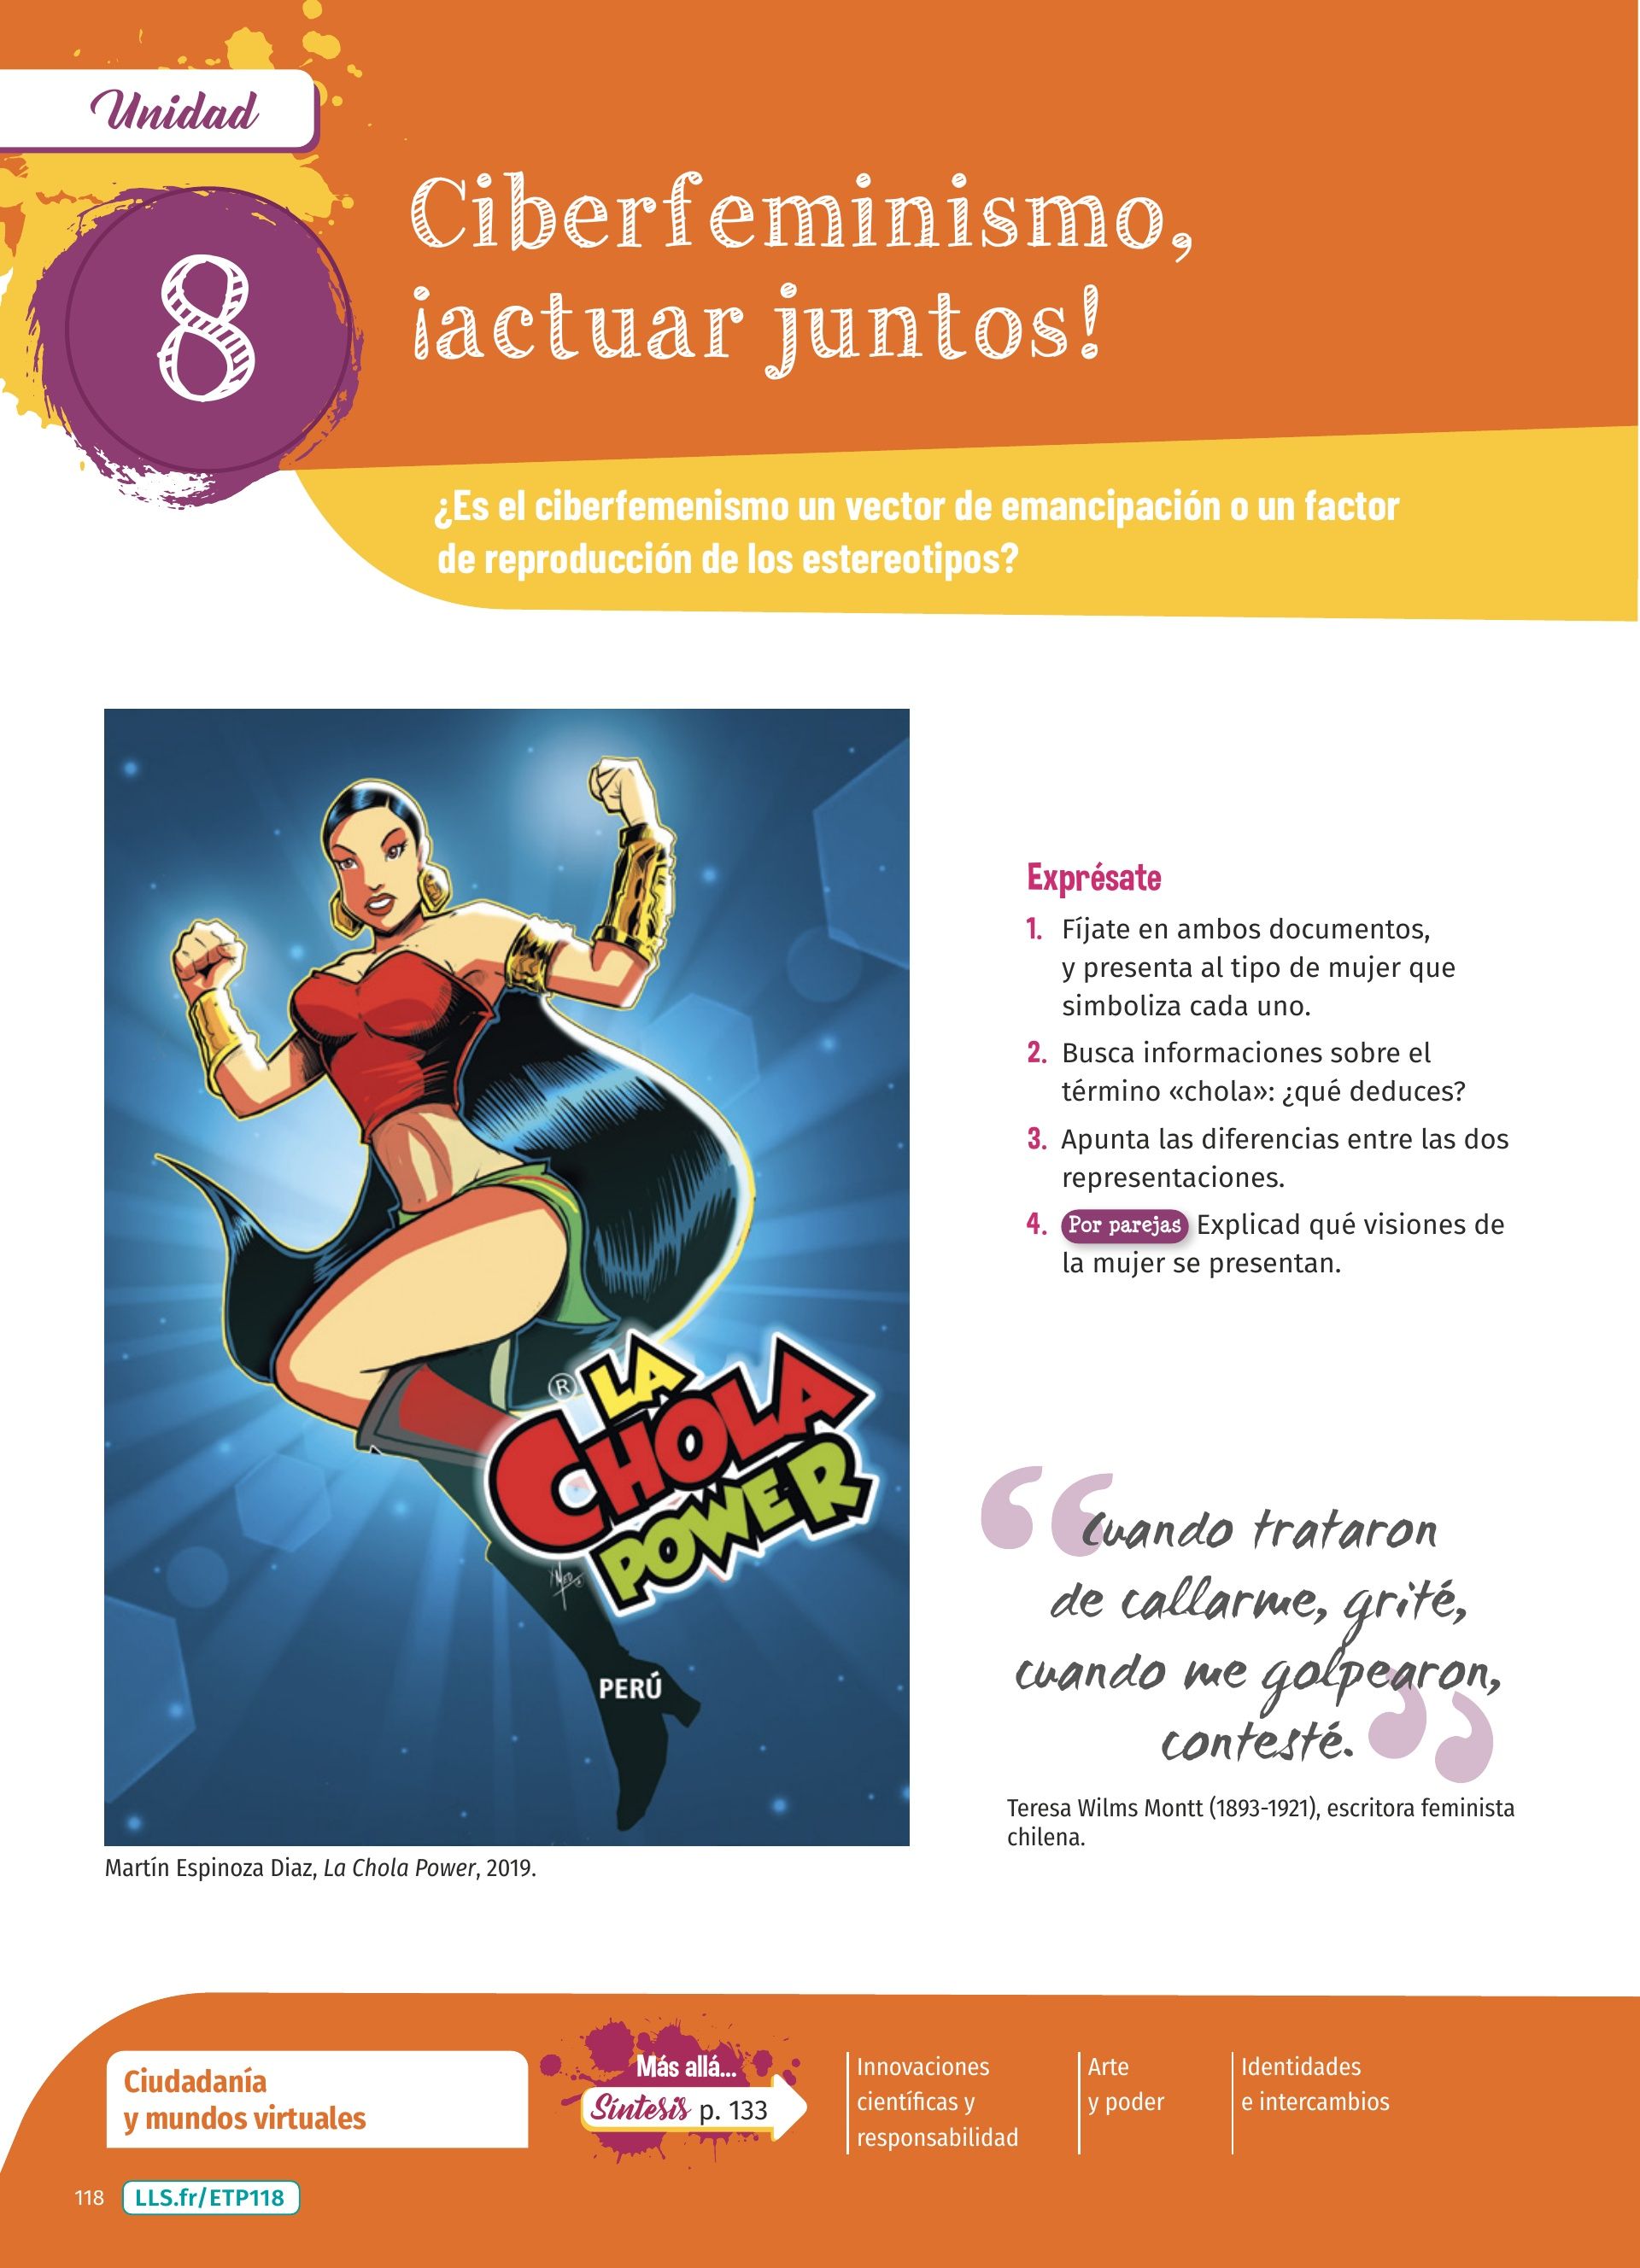 Unidad
8
Ciberfeminismo,
¡actuar juntos!
¿Es el ciberfemenismo un vector de emancipación o un factor
de reproducción de los estereotipos?
LA
CHOLA
POWER
®
PERÚ
Martín Espinoza Diaz, La Chola Power, 2019.
Exprésate
1. Fíjate en ambos documentos,
y presenta al tipo de mujer que
simboliza cada uno.
2. Busca informaciones sobre el
término «chola»: ¿qué deduces?
3. Apunta las diferencias entre las dos
representaciones.
4. Por parejas Explicad qué visiones de
la mujer se presentan.
“Cuando trataron
de callarme, grité,
cuando me golpearon,
contesté.”
Teresa Wilms Montt (1893-1921), escritora feminista
chilena.
Ciudadanía
y mundos virtuales
Más allá...
Síntesis p. 133
Innovaciones
científicas y
responsabilidad
Arte
y poder
Identidades
e intercambios
118 LLS.fr/ETP118